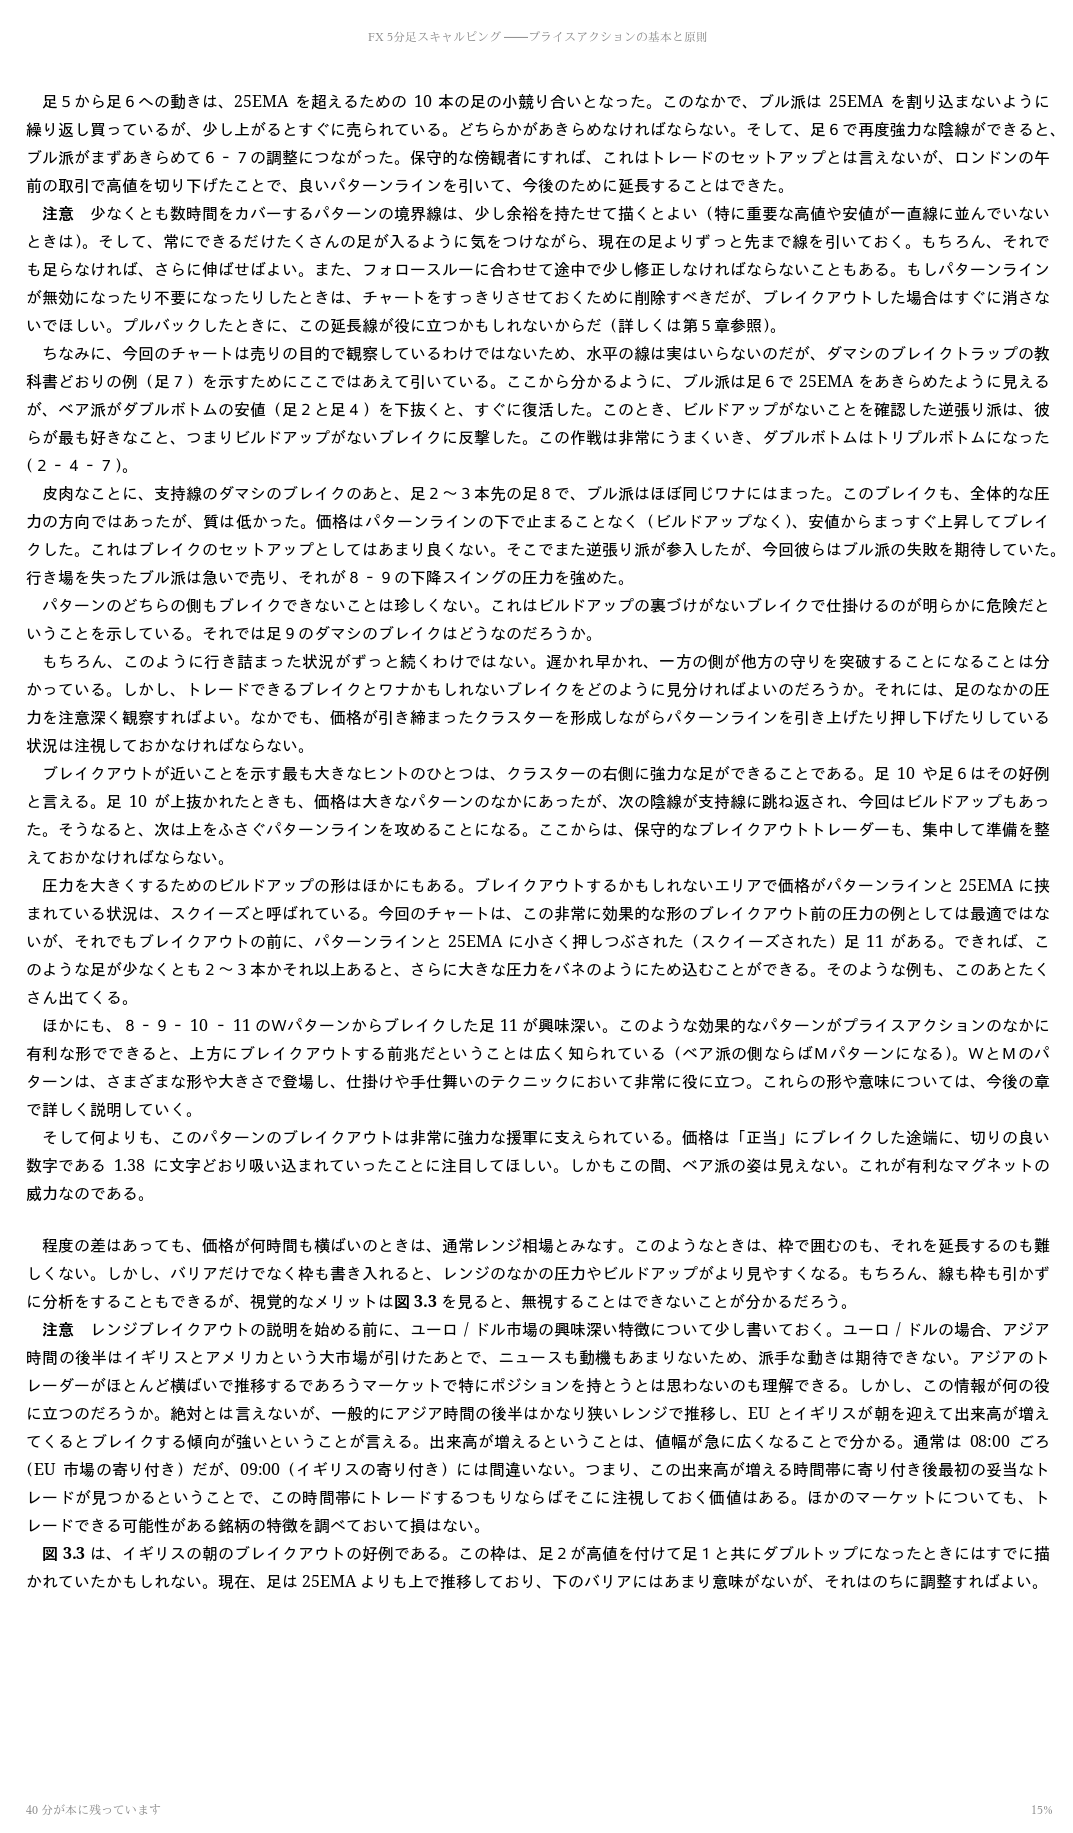 FX 5分足スキャルピング ――プライスアクションの基本と原則
足５から足６への動きは、25EMA を超えるための 10 本の足の小競り合いとなった。このなかで、ブル派は 25EMA を割り込まないように
繰り返し買っているが、少し上がるとすぐに売られている。どちらかがあきらめなければならない。そして、足６で再度強力な陰線ができると、
ブル派がまずあきらめて６‐７の調整につながった。保守的な傍観者にすれば、これはトレードのセットアップとは言えないが、ロンドンの午
前の取引で高値を切り下げたことで、良いパターンラインを引いて、今後のために延長することはできた。
注意　少なくとも数時間をカバーするパターンの境界線は、少し余裕を持たせて描くとよい（特に重要な高値や安値が一直線に並んでいない
ときは）。そして、常にできるだけたくさんの足が入るように気をつけながら、現在の足よりずっと先まで線を引いておく。もちろん、それで
も足らなければ、さらに伸ばせばよい。また、フォロースルーに合わせて途中で少し修正しなければならないこともある。もしパターンライン
が無効になったり不要になったりしたときは、チャートをすっきりさせておくために削除すべきだが、ブレイクアウトした場合はすぐに消さな
いでほしい。プルバックしたときに、この延長線が役に立つかもしれないからだ（詳しくは第５章参照）。
ちなみに、今回のチャートは売りの目的で観察しているわけではないため、水平の線は実はいらないのだが、ダマシのブレイクトラップの教
科書どおりの例（足７）を示すためにここではあえて引いている。ここから分かるように、ブル派は足６で 25EMA をあきらめたように見える
が、ベア派がダブルボトムの安値（足２と足４）を下抜くと、すぐに復活した。このとき、ビルドアップがないことを確認した逆張り派は、彼
らが最も好きなこと、つまりビルドアップがないブレイクに反撃した。この作戦は非常にうまくいき、ダブルボトムはトリプルボトムになった
（２‐４‐７）。
皮肉なことに、支持線のダマシのブレイクのあと、足２～３本先の足８で、ブル派はほぼ同じワナにはまった。このブレイクも、全体的な圧
力の方向ではあったが、質は低かった。価格はパターンラインの下で止まることなく（ビルドアップなく）、安値からまっすぐ上昇してブレイ
クした。これはブレイクのセットアップとしてはあまり良くない。そこでまた逆張り派が参入したが、今回彼らはブル派の失敗を期待していた。
行き場を失ったブル派は急いで売り、それが８‐９の下降スイングの圧力を強めた。
パターンのどちらの側もブレイクできないことは珍しくない。これはビルドアップの裏づけがないブレイクで仕掛けるのが明らかに危険だと
いうことを示している。それでは足９のダマシのブレイクはどうなのだろうか。
もちろん、このように行き詰まった状況がずっと続くわけではない。遅かれ早かれ、一方の側が他方の守りを突破することになることは分
かっている。しかし、トレードできるブレイクとワナかもしれないブレイクをどのように見分ければよいのだろうか。それには、足のなかの圧
力を注意深く観察すればよい。なかでも、価格が引き締まったクラスターを形成しながらパターンラインを引き上げたり押し下げたりしている
状況は注視しておかなければならない。
ブレイクアウトが近いことを示す最も大きなヒントのひとつは、クラスターの右側に強力な足ができることである。足 10 や足６はその好例
と言える。足 10 が上抜かれたときも、価格は大きなパターンのなかにあったが、次の陰線が支持線に跳ね返され、今回はビルドアップもあっ
た。そうなると、次は上をふさぐパターンラインを攻めることになる。ここからは、保守的なブレイクアウトトレーダーも、集中して準備を整
えておかなければならない。
圧力を大きくするためのビルドアップの形はほかにもある。ブレイクアウトするかもしれないエリアで価格がパターンラインと 25EMA に挟
まれている状況は、スクイーズと呼ばれている。今回のチャートは、この非常に効果的な形のブレイクアウト前の圧力の例としては最適ではな
いが、それでもブレイクアウトの前に、パターンラインと 25EMA に小さく押しつぶされた（スクイーズされた）足 11 がある。できれば、こ
のような足が少なくとも２～３本かそれ以上あると、さらに大きな圧力をバネのようにため込むことができる。そのような例も、このあとたく
さん出てくる。
ほかにも、８‐９‐ 10 ‐ 11 のＷパターンからブレイクした足 11 が興味深い。このような効果的なパターンがプライスアクションのなかに
有利な形でできると、上方にブレイクアウトする前兆だということは広く知られている（ベア派の側ならばＭパターンになる）。ＷとＭのパ
ターンは、さまざまな形や大きさで登場し、仕掛けや手仕舞いのテクニックにおいて非常に役に立つ。これらの形や意味については、今後の章
で詳しく説明していく。
そして何よりも、このパターンのブレイクアウトは非常に強力な援軍に支えられている。価格は「正当」にブレイクした途端に、切りの良い
数字である 1.38 に文字どおり吸い込まれていったことに注目してほしい。しかもこの間、ベア派の姿は見えない。これが有利なマグネットの
威力なのである。
程度の差はあっても、価格が何時間も横ばいのときは、通常レンジ相場とみなす。このようなときは、枠で囲むのも、それを延長するのも難
しくない。しかし、バリアだけでなく枠も書き入れると、レンジのなかの圧力やビルドアップがより見やすくなる。もちろん、線も枠も引かず
に分析をすることもできるが、視覚的なメリットは図 3.3 を見ると、無視することはできないことが分かるだろう。
注意　レンジブレイクアウトの説明を始める前に、ユーロ / ドル市場の興味深い特徴について少し書いておく。ユーロ / ドルの場合、アジア
時間の後半はイギリスとアメリカという大市場が引けたあとで、ニュースも動機もあまりないため、派手な動きは期待できない。アジアのト
レーダーがほとんど横ばいで推移するであろうマーケットで特にポジションを持とうとは思わないのも理解できる。しかし、この情報が何の役
に立つのだろうか。絶対とは言えないが、一般的にアジア時間の後半はかなり狭いレンジで推移し、EU とイギリスが朝を迎えて出来高が増え
てくるとブレイクする傾向が強いということが言える。出来高が増えるということは、値幅が急に広くなることで分かる。通常は 08:00 ごろ
（EU 市場の寄り付き）だが、09:00（イギリスの寄り付き）には間違いない。つまり、この出来高が増える時間帯に寄り付き後最初の妥当なト
レードが見つかるということで、この時間帯にトレードするつもりならばそこに注視しておく価値はある。ほかのマーケットについても、ト
レードできる可能性がある銘柄の特徴を調べておいて損はない。
図 3.3 は、イギリスの朝のブレイクアウトの好例である。この枠は、足２が高値を付けて足１と共にダブルトップになったときにはすでに描
かれていたかもしれない。現在、足は 25EMA よりも上で推移しており、下のバリアにはあまり意味がないが、それはのちに調整すればよい。
40 分が本に残っています
15%